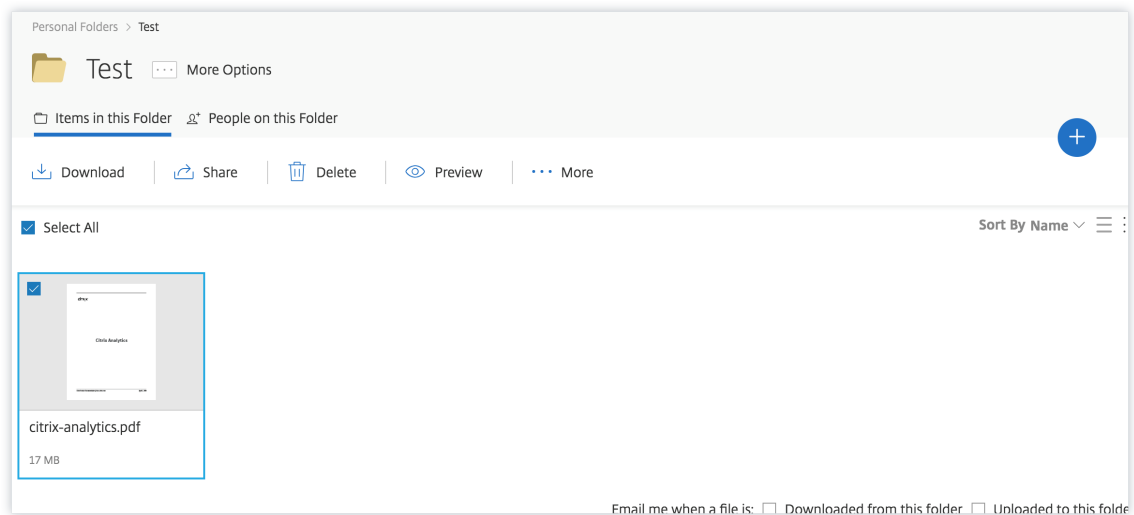 Personal Folders > Test
Test ··· More Options
Items in this Folder People on this Folder
+
Download Share Delete Preview ··· More
Select All
Sort By Name
citrix
Citrix Analytics
citrix-analytics.pdf
17 MB
Email me when a file is: Downloaded from this folder Uploaded to this folde